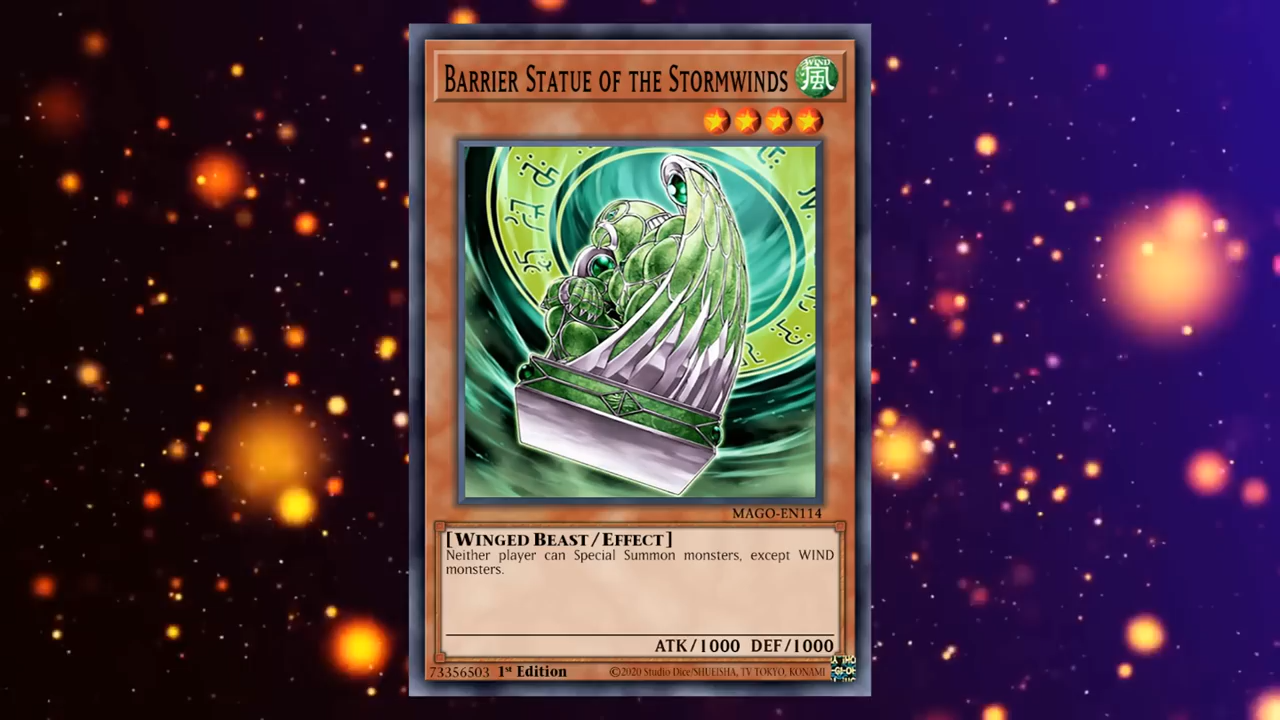 BARRIER STATUE OF THE STORMWINDS
WIND
風
MAGO-EN114
[WINGED BEAST/EFFECT]
Neither player can Special Summon monsters, except WIND
monsters.
ATK/1000 DEF/1000
73356503 1st Edition ©2020 Studio Dice/SHUEISHA, TV TOKYO, KONAMI